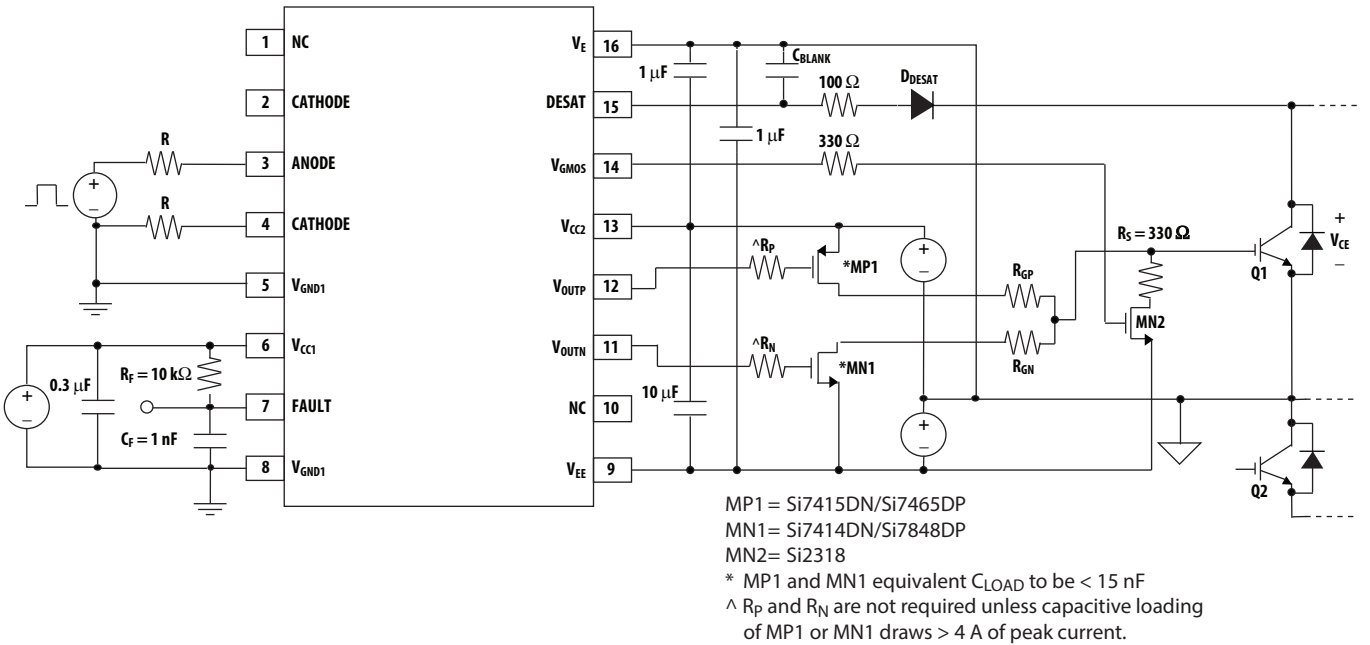 1 NC
2 CATHODE
3 ANODE
4 CATHODE
5 VGND1
6 VCC1
7 FAULT
8 VGND1
VE 16
DESAT 15
VGMOS 14
VCC2 13
VOUTP 12
VOUTN 11
NC 10
VEE 9
R
+
−
R
+
−
0.3 μF
RF = 10 kΩ
CF = 1 nF
1 μF
CBLANK
100 Ω
DDESAT
1 μF
330 Ω
^RP
*MP1
+
−
^RN
*MN1
10 μF
+
−
RGP
RGN
RS = 330 Ω
MN2
Q1
+
VCE
−
Q2
MP1 = Si7415DN/Si7465DP
MN1= Si7414DN/Si7848DP
MN2= Si2318
* MP1 and MN1 equivalent CLOAD to be < 15 nF
^ RP and RN are not required unless capacitive loading
of MP1 or MN1 draws > 4 A of peak current.